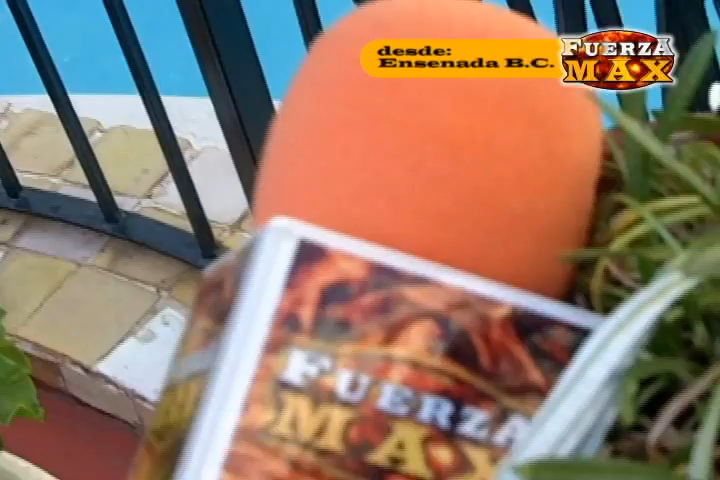 desde:
Ensenada B.C.
FUERZA
MAX
FUERZA
MAX